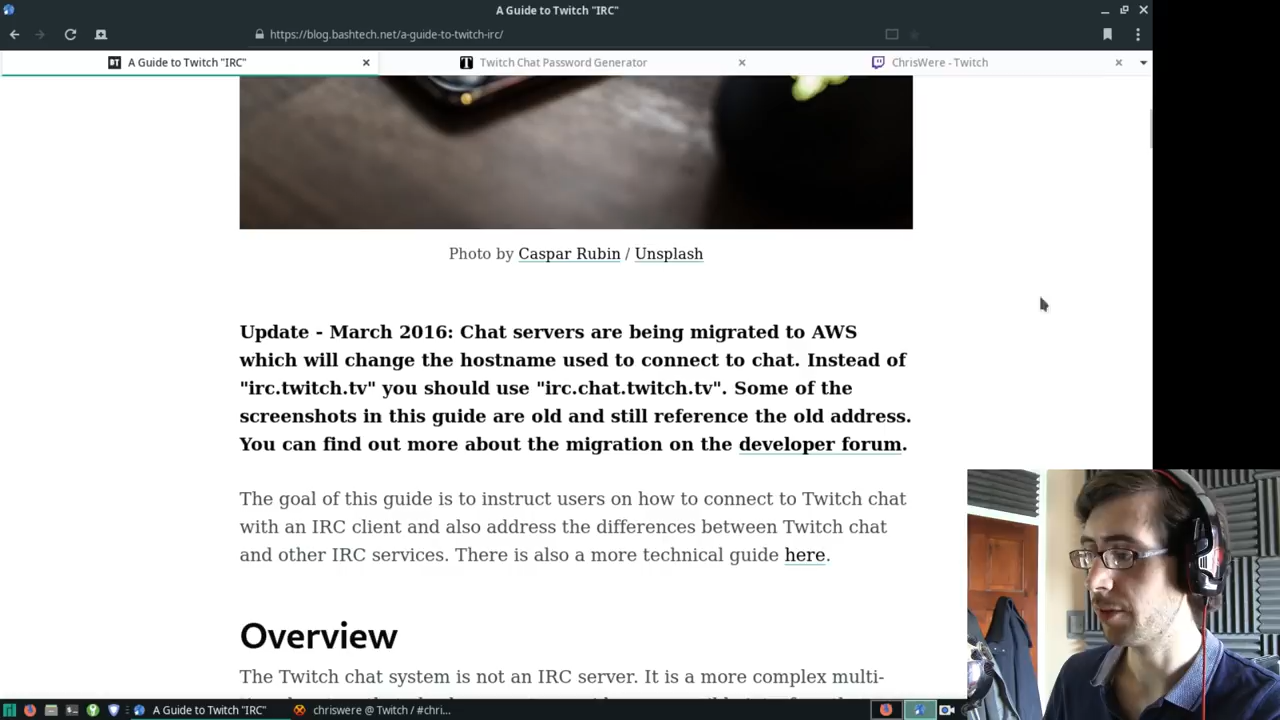 A Guide to Twitch "IRC"
https://blog.bashtech.net/a-guide-to-twitch-irc/
A Guide to Twitch "IRC"
Twitch Chat Password Generator
ChrisWere - Twitch
Photo by Caspar Rubin / Unsplash
Update - March 2016: Chat servers are being migrated to AWS
which will change the hostname used to connect to chat. Instead of
"irc.twitch.tv" you should use "irc.chat.twitch.tv". Some of the
screenshots in this guide are old and still reference the old address.
You can find out more about the migration on the developer forum.
The goal of this guide is to instruct users on how to connect to Twitch chat
with an IRC client and also address the differences between Twitch chat
and other IRC services. There is also a more technical guide here.
Overview
The Twitch chat system is not an IRC server. It is a more complex multi-
A Guide to Twitch "IRC"
chriswere @ Twitch / #chri...